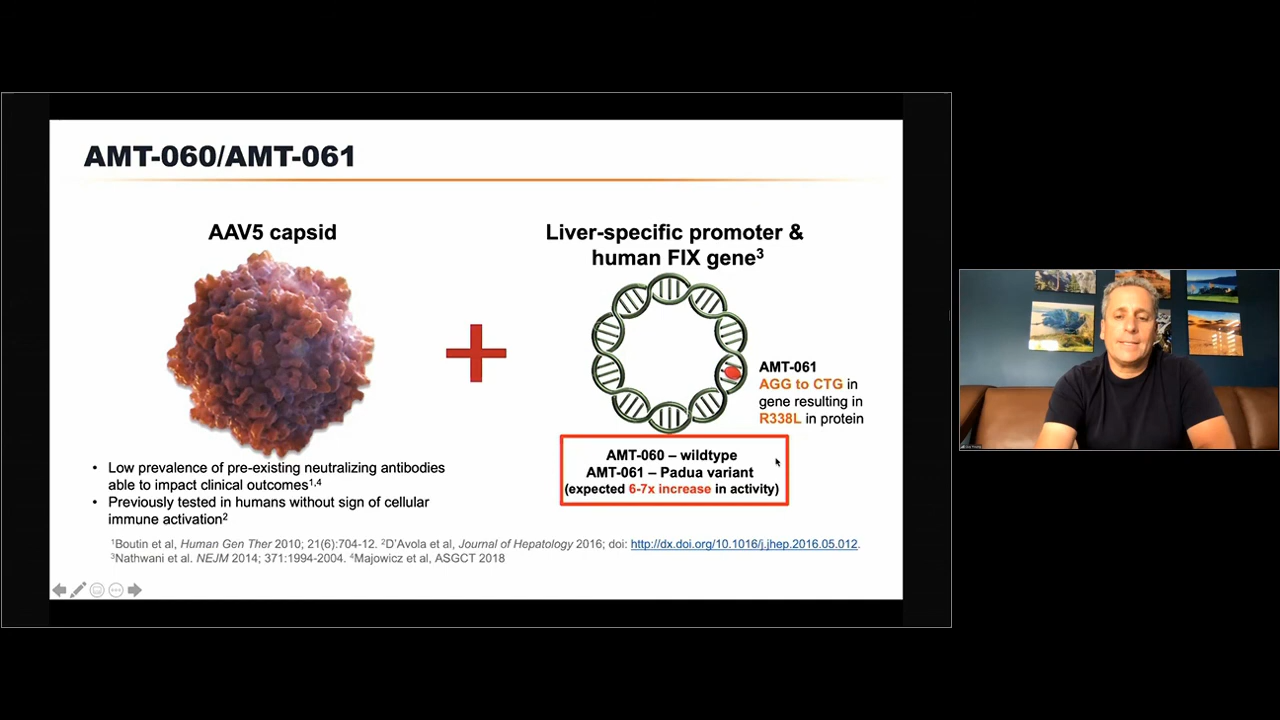 AMT-060/AMT-061
AAV5 capsid
Liver-specific promoter &
human FIX gene³
AMT-061
AGG to CTG in
gene resulting in
R338L in protein
AMT-060 – wildtype
AMT-061 – Padua variant
(expected 6-7x increase in activity)
• Low prevalence of pre-existing neutralizing antibodies
able to impact clinical outcomes¹,⁴
• Previously tested in humans without sign of cellular
immune activation²
¹Boutin et al, Human Gen Ther 2010; 21(6):704-12. ²D'Avola et al, Journal of Hepatology 2016; doi: http://dx.doi.org/10.1016/j.jhep.2016.05.012.
³Nathwani et al. NEJM 2014; 371:1994-2004. ⁴Majowicz et al, ASGCT 2018